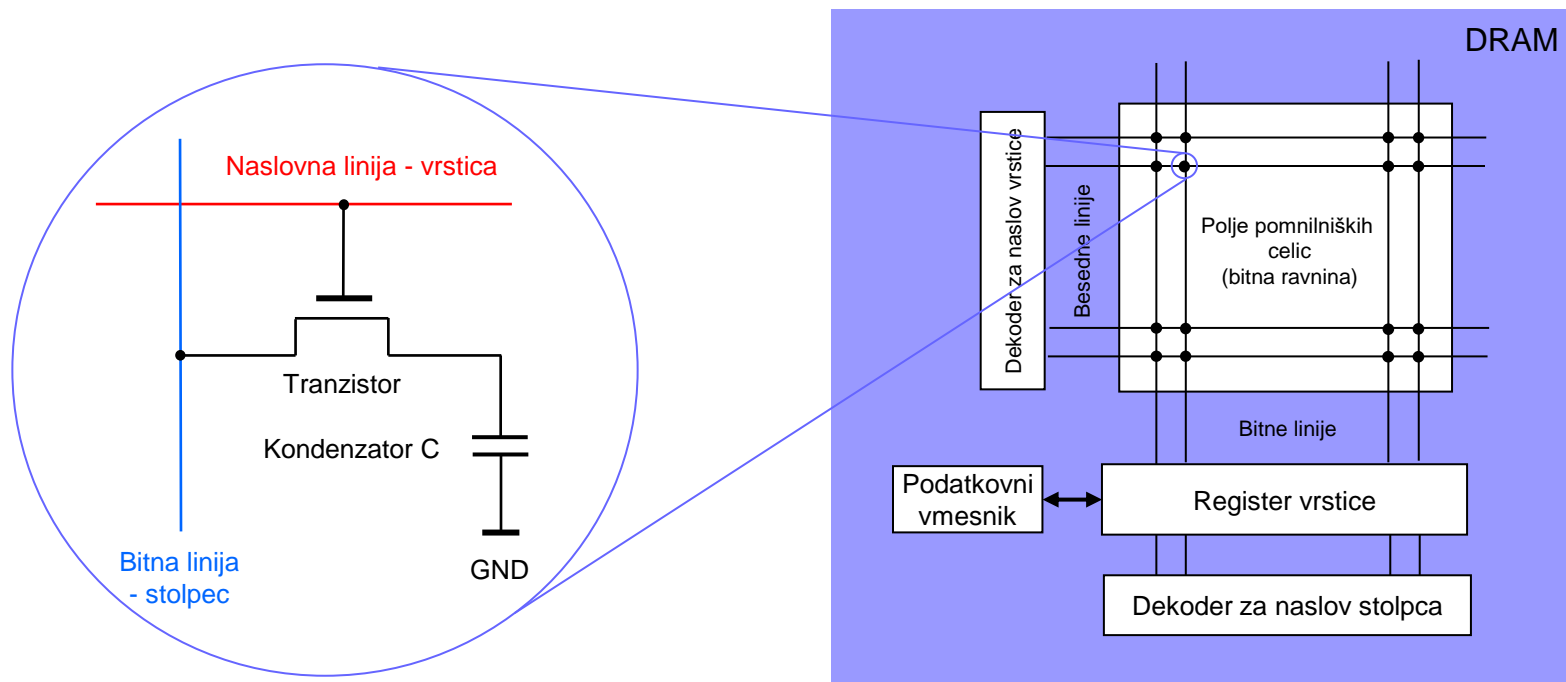 DRAM
Naslovna linija - vrstica
Tranzistor
Kondenzator C
GND
Bitna linija
- stolpec
Dekoder za naslov vrstice
Besedne linije
Polje pomnilniških
celic
(bitna ravnina)
Bitne linije
Podatkovni
vmesnik
Register vrstice
Dekoder za naslov stolpca